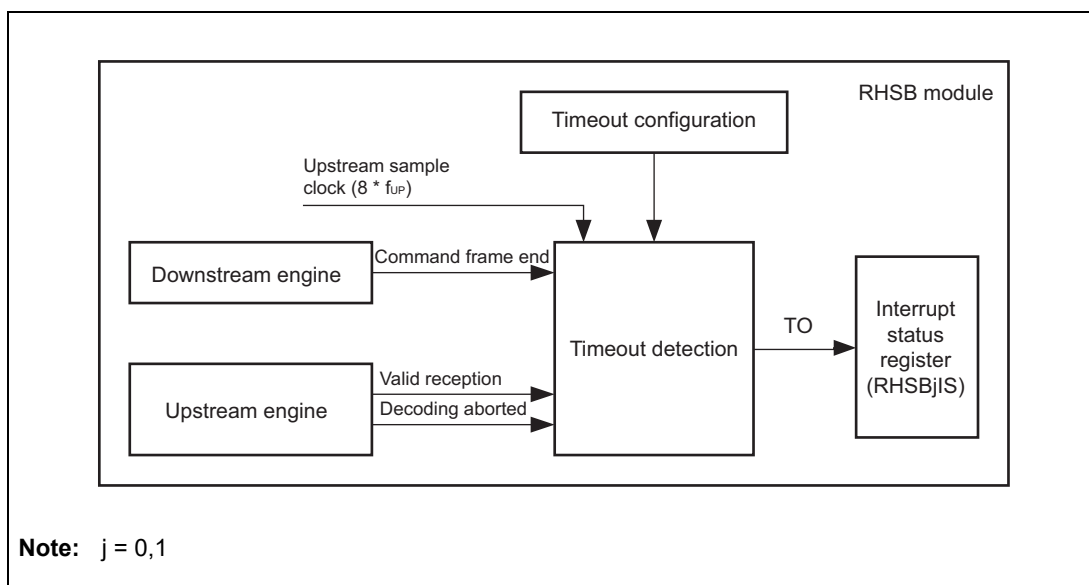 RHSB module
Timeout configuration
Upstream sample
clock (8 * fUP)
Downstream engine
Command frame end
Timeout detection
TO
Interrupt
status
register
(RHSBjIS)
Upstream engine
Valid reception
Decoding aborted
Note: j = 0,1